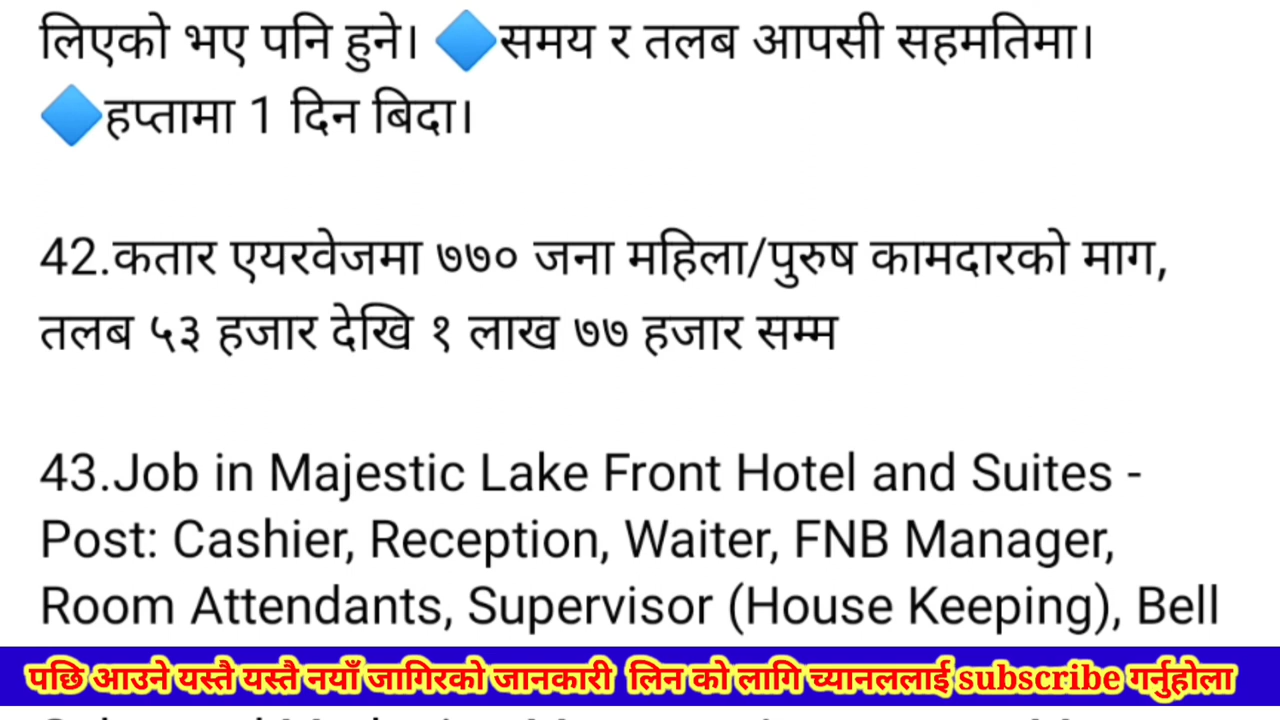 लिएको भए पनि हुने। 🔷समय र तलब आपसी सहमतिमा।
🔷हप्तामा 1 दिन बिदा।
42.कतार एयरवेजमा ७७० जना महिला/पुरुष कामदारको माग,
तलब ५३ हजार देखि १ लाख ७७ हजार सम्म
43.Job in Majestic Lake Front Hotel and Suites -
Post: Cashier, Reception, Waiter, FNB Manager,
Room Attendants, Supervisor (House Keeping), Bell
पछि आउने यस्तै यस्तै नयाँ जागिरको जानकारी लिन को लागि च्यानललाई subscribe गर्नुहोला